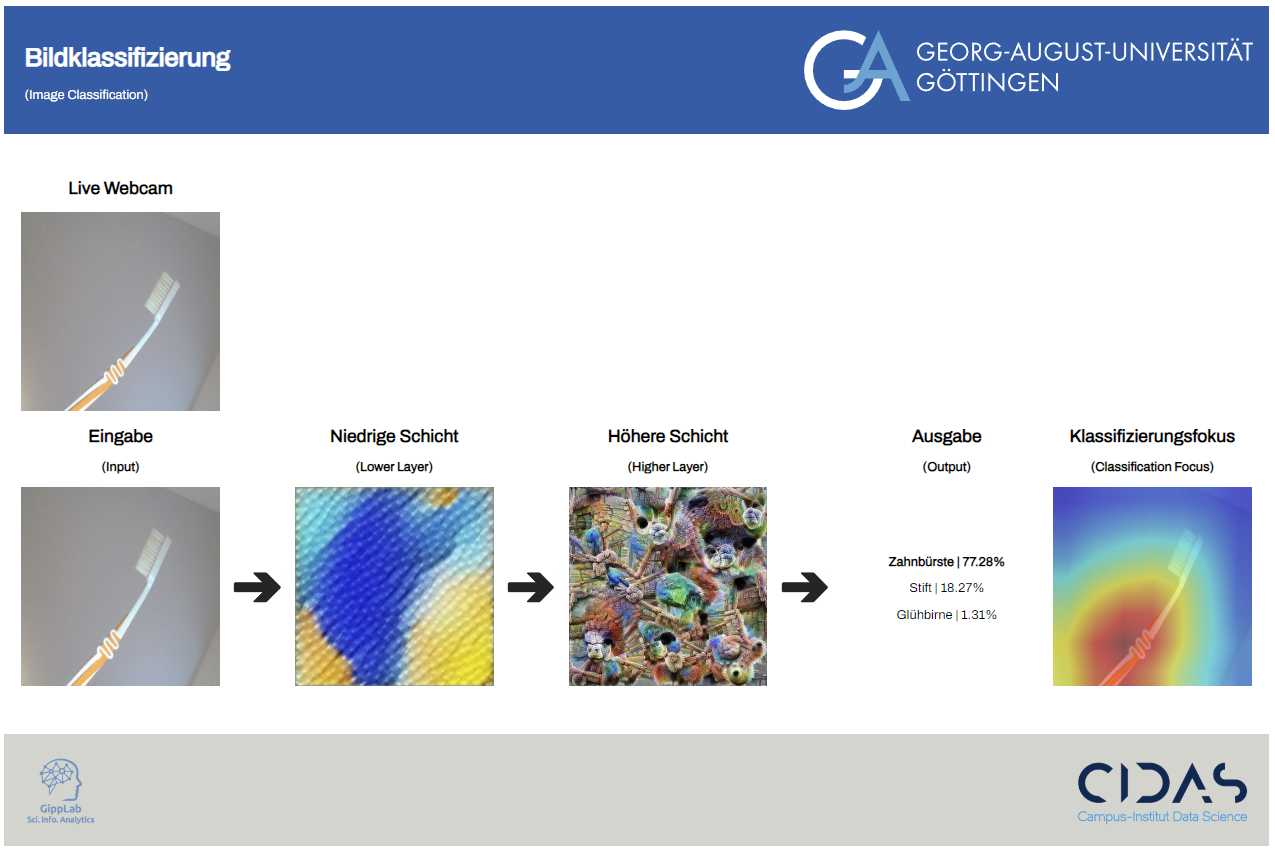 Bildklassifizierung
(Image Classification)
GEORG-AUGUST-UNIVERSITÄT
GÖTTINGEN
Live Webcam
Eingabe
(Input)
Niedrige Schicht
(Lower Layer)
Höhere Schicht
(Higher Layer)
Ausgabe
(Output)
Klassifizierungsfokus
(Classification Focus)
Zahnbürste | 77.28%
Stift | 18.27%
Glühbirne | 1.31%
GippLab
Sci. Info. Analytics
CIDAS
Campus-Institut Data Science